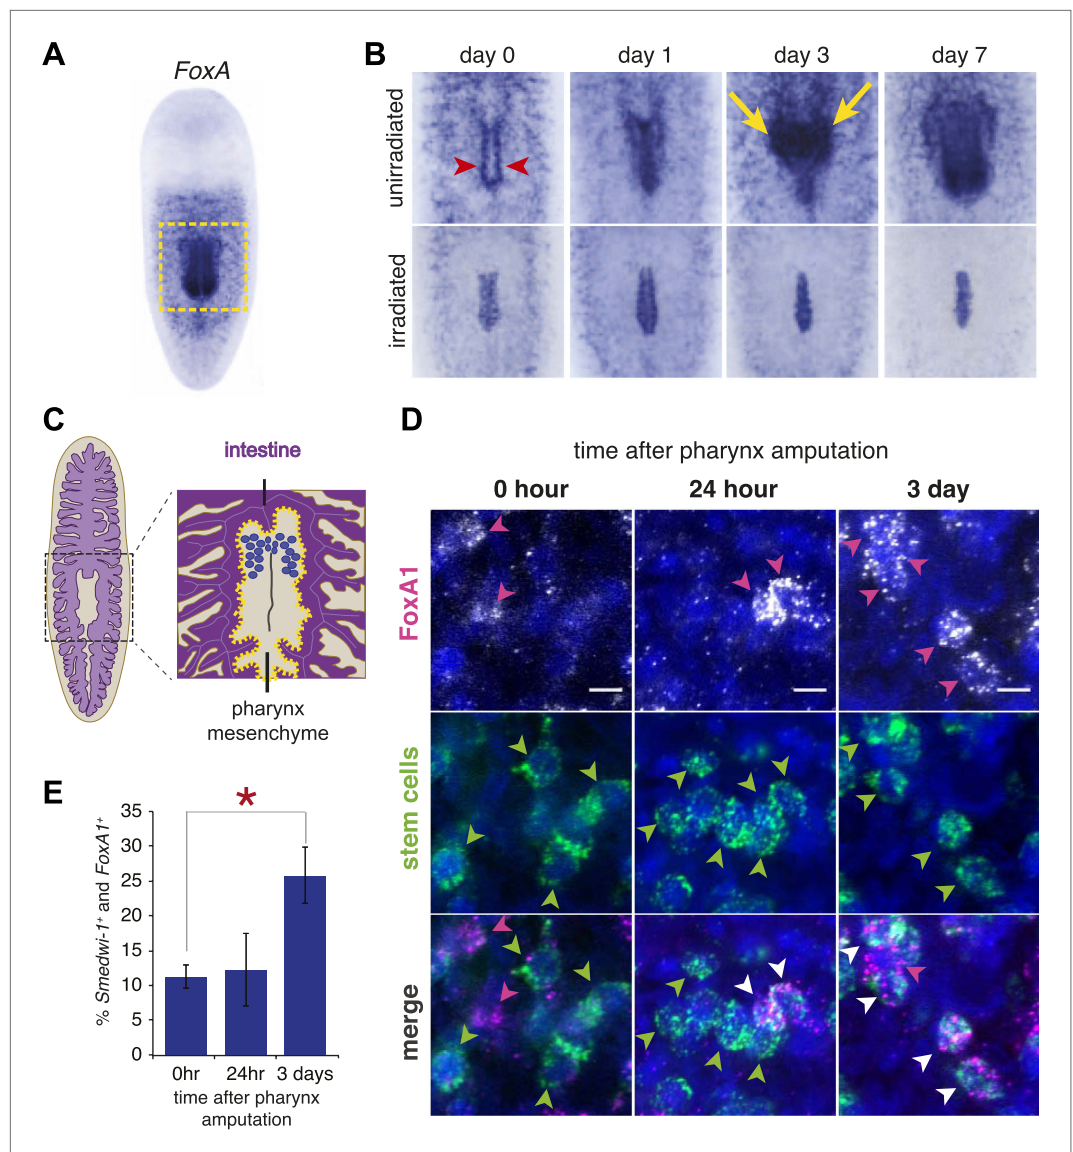 A
FoxA
B
day 0
day 1
day 3
day 7
unirradiated
irradiated
C
intestine
pharynx
mesenchyme
D
time after pharynx amputation
0 hour
24 hour
3 day
FoxA1
stem cells
merge
E
*
% Smedwi-1⁺ and FoxA1⁺
35
30
25
20
15
10
5
0
0hr
24hr
3 days
time after pharynx
amputation